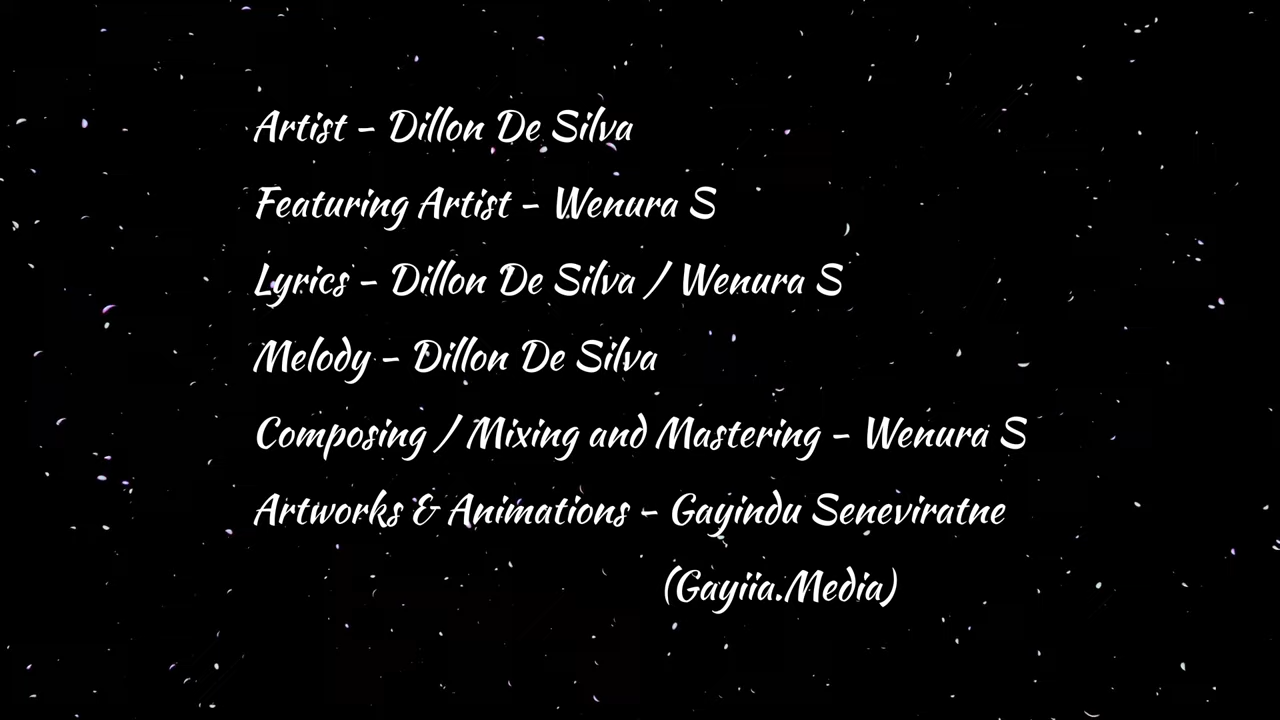 Artist - Dillon De Silva
Featuring Artist - Wenura S
Lyrics - Dillon De Silva / Wenura S
Melody - Dillon De Silva
Composing / Mixing and Mastering - Wenura S
Artworks & Animations - Gayindu Seneviratne
(Gayiia.Media)